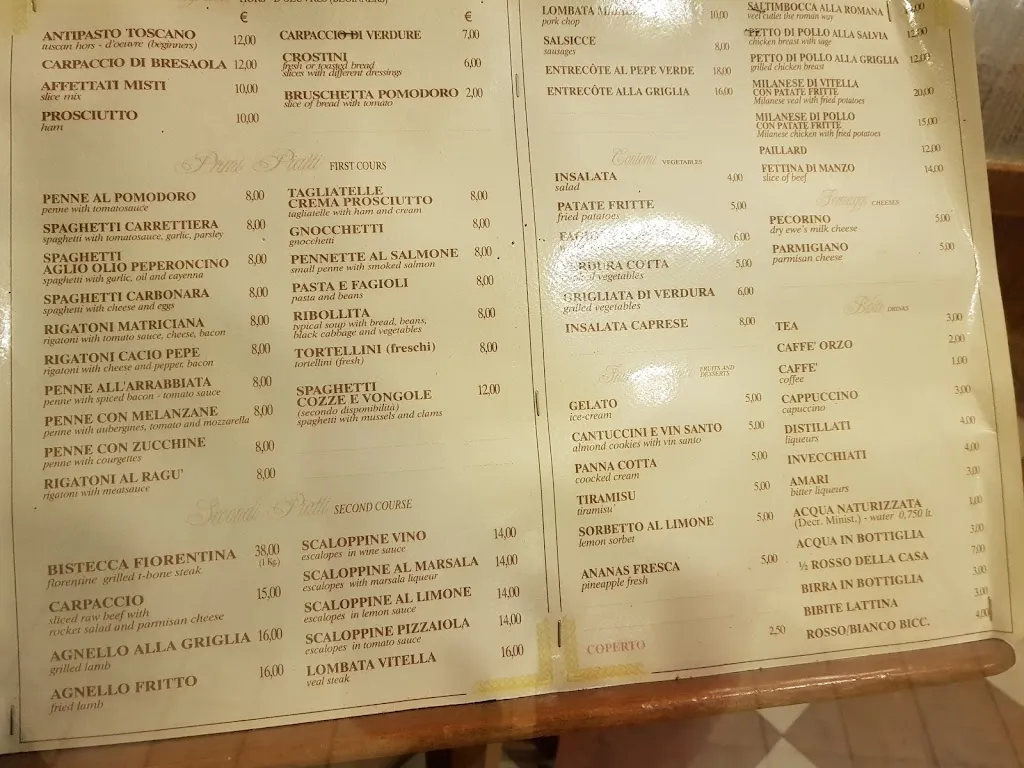 HORS - D'OEUVRES (BEGINNERS)
€
€
ANTIPASTO TOSCANO 12,00
tuscan hors - d'oeuvre (beginners)
CARPACCIO DI BRESAOLA 12,00
AFFETTATI MISTI 10,00
slice mix
PROSCIUTTO 10,00
ham
CARPACCIO DI VERDURE 7,00
CROSTINI 6,00
fresh or toasted bread
slices with different dressings
BRUSCHETTA POMODORO 2,00
slice of bread with tomato
Primi Piatti FIRST COURS
PENNE AL POMODORO 8,00
penne with tomatosauce
SPAGHETTI CARRETTIERA 8,00
spaghetti with tomatosauce, garlic, parsley
SPAGHETTI
AGLIO OLIO PEPERONCINO 8,00
spaghetti with garlic, oil and cayenna
SPAGHETTI CARBONARA 8,00
spaghetti with cheese and eggs
RIGATONI MATRICIANA 8,00
rigatoni with tomato sauce, cheese, bacon
RIGATONI CACIO PEPE 8,00
rigatoni with cheese and pepper, bacon
PENNE ALL'ARRABBIATA 8,00
penne with spiced bacon - tomato sauce
PENNE CON MELANZANE 8,00
penne with aubergines, tomato and mozzarella
PENNE CON ZUCCHINE 8,00
penne with courgettes
RIGATONI AL RAGU' 8,00
rigatoni with meatsauce
TAGLIATELLE
CREMA PROSCIUTTO 8,00
tagliatelle with ham and cream
GNOCCHETTI 8,00
gnocchetti
PENNETTE AL SALMONE 8,00
small penne with smoked salmon
PASTA E FAGIOLI 8,00
pasta and beans
RIBOLLITA 8,00
typical soup with bread, beans,
black cabbage and vegetables
TORTELLINI (freschi) 8,00
tortellini (fresh)
SPAGHETTI
COZZE E VONGOLE 12,00
(secondo disponibilità)
spaghetti with mussels and clams
Secondi Piatti SECOND COURSE
BISTECCA FIORENTINA 38,00
florentine grilled t-bone steak (1 Kg.)
CARPACCIO 15,00
sliced raw beef with
rocket salad and parmisan cheese
AGNELLO ALLA GRIGLIA 16,00
grilled lamb
AGNELLO FRITTO 16,00
fried lamb
SCALOPPINE VINO 14,00
escalopes in wine sauce
SCALOPPINE AL MARSALA 14,00
escalopes with marsala liqueur
SCALOPPINE AL LIMONE 14,00
escalopes in lemon sauce
SCALOPPINE PIZZAIOLA 14,00
escalopes in tomato sauce
LOMBATA VITELLA 16,00
veal steak
LOMBATA 10,00
pork chop
SALSICCE 8,00
sausages
ENTRECÔTE AL PEPE VERDE 18,00
ENTRECÔTE ALLA GRIGLIA 16,00
Contorni VEGETABLES
INSALATA 4,00
salad
PATATE FRITTE 5,00
fried patatoes
6,00
VERDURA COTTA 5,00
vegetables
GRIGLIATA DI VERDURA 6,00
grilled vegetables
INSALATA CAPRESE 8,00
FRUITS AND
DESSERTS
GELATO 5,00
ice-cream
CANTUCCINI E VIN SANTO 5,00
almond cookies with vin santo
PANNA COTTA 5,00
coocked cream
TIRAMISU 5,00
tiramisu'
SORBETTO AL LIMONE 5,00
lemon sorbet
ANANAS FRESCA 5,00
pineapple fresh
COPERTO 2,50
SALTIMBOCCA ALLA ROMANA
veel cutlet the roman way
PETTO DI POLLO ALLA SALVIA 12,00
chicken breast with sage
PETTO DI POLLO ALLA GRIGLIA 12,00
grilled chicken breast
MILANESE DI VITELLA
CON PATATE FRITTE 20,00
Milanese veal with fried potatoes
MILANESE DI POLLO
CON PATATE FRITTE 15,00
Milanese chicken with fried potatoes
PAILLARD 12,00
FETTINA DI MANZO 14,00
slice of beef
Formaggi CHEESES
PECORINO 5,00
dry ewe's milk cheese
PARMIGIANO 5,00
parmisan cheese
Bibite DRINKS
TEA 3,00
CAFFE' ORZO 2,00
CAFFE' 1,00
coffee
CAPPUCCINO 3,00
capuccino
DISTILLATI 4,00
liqueurs
INVECCHIATI 4,00
AMARI 3,00
bitter liqueurs
ACQUA NATURIZZATA 1,00
(Decr. Minist.) - water 0,750 lt.
ACQUA IN BOTTIGLIA 3,00
½ ROSSO DELLA CASA 7,00
BIRRA IN BOTTIGLIA 3,00
BIBITE LATTINA 3,00
ROSSO/BIANCO BICC. 4,00